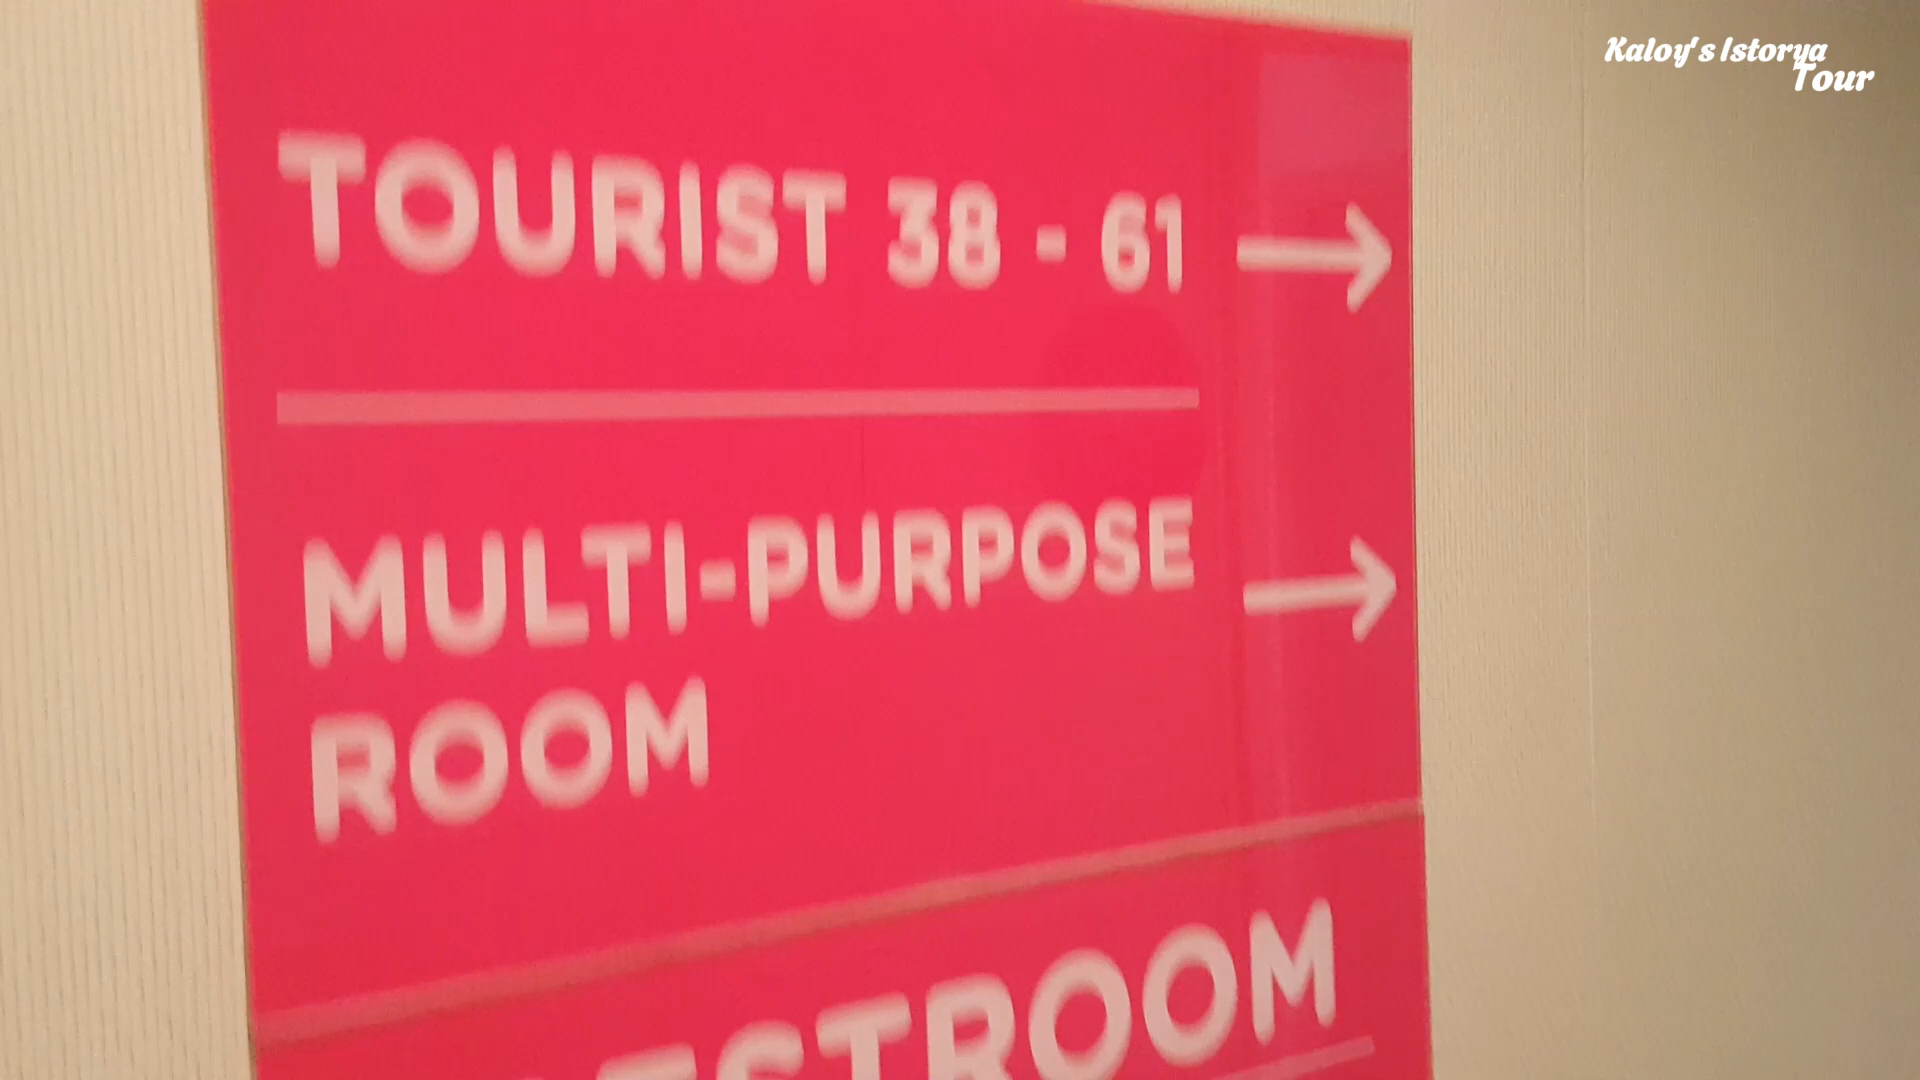 Kaloy's Istorya
Tour
TOURIST 38 - 61 →
MULTI-PURPOSE →
ROOM